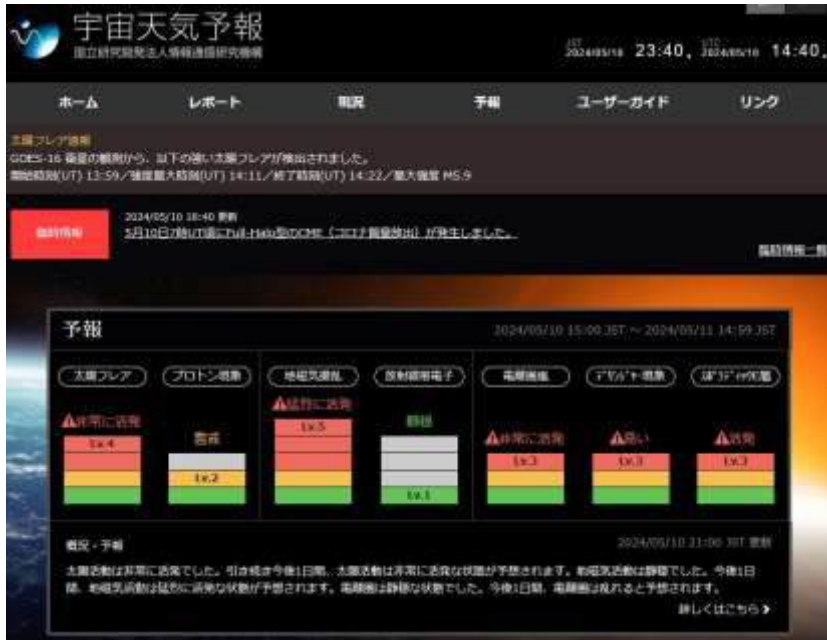 宇宙天気予報
国立研究開発法人情報通信研究機構
JST
2024/05/10 23:40,
UTC
2024/05/10 14:40,
ホーム レポート 現況 予報 ユーザーガイド リンク
太陽フレア速報
GOES-16 衛星の観測から、以下の強い太陽フレアが検出されました。
開始時刻(UT) 13:59/強度最大時刻(UT) 14:11/終了時刻(UT) 14:22/最大強度 M5.9
臨時情報
2024/05/10 18:40 更新
5月10日7時UT頃にFull-Halo型のCME（コロナ質量放出）が発生しました。
臨時情報一覧
予報
2024/05/10 15:00 JST ～ 2024/05/11 14:59 JST
太陽フレア プロトン現象 地磁気擾乱 放射線帯電子 電離圏嵐 デリンジャー現象 スポラディックE層
非常に活発 警戒 猛烈に活発 静穏 非常に活発 高い 活発
Lv.4 Lv.2 Lv.5 Lv.1 Lv.3 Lv.3 Lv.3
概況・予報
2024/05/10 21:00 JST 更新
太陽活動は非常に活発でした。引き続き今後1日間、太陽活動は非常に活発な状態が予想されます。地磁気活動は静穏でした。今後1日
間、地磁気活動は猛烈に活発な状態が予想されます。電離圏は静穏な状態でした。今後1日間、電離圏は乱れると予想されま
す。
詳しくはこちら